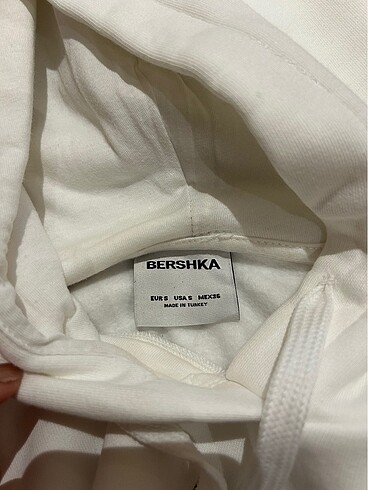 BERSHKA
EUR S USA S MEX 26
MADE IN TURKEY